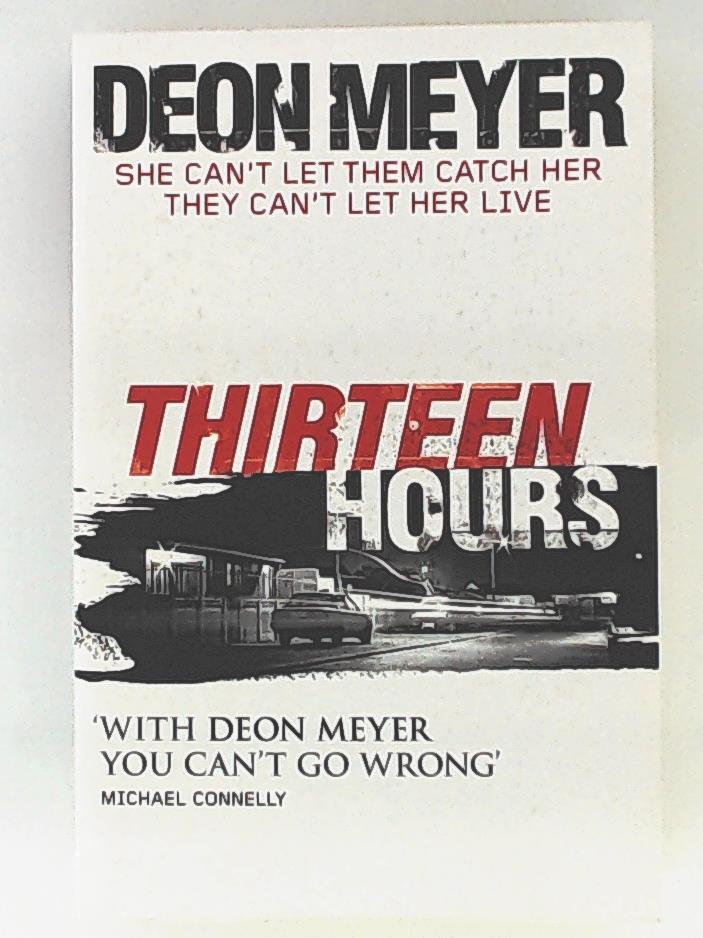 DEON MEYER
SHE CAN'T LET THEM CATCH HER
THEY CAN'T LET HER LIVE
THIRTEEN
HOURS
‘WITH DEON MEYER
YOU CAN’T GO WRONG’
MICHAEL CONNELLY